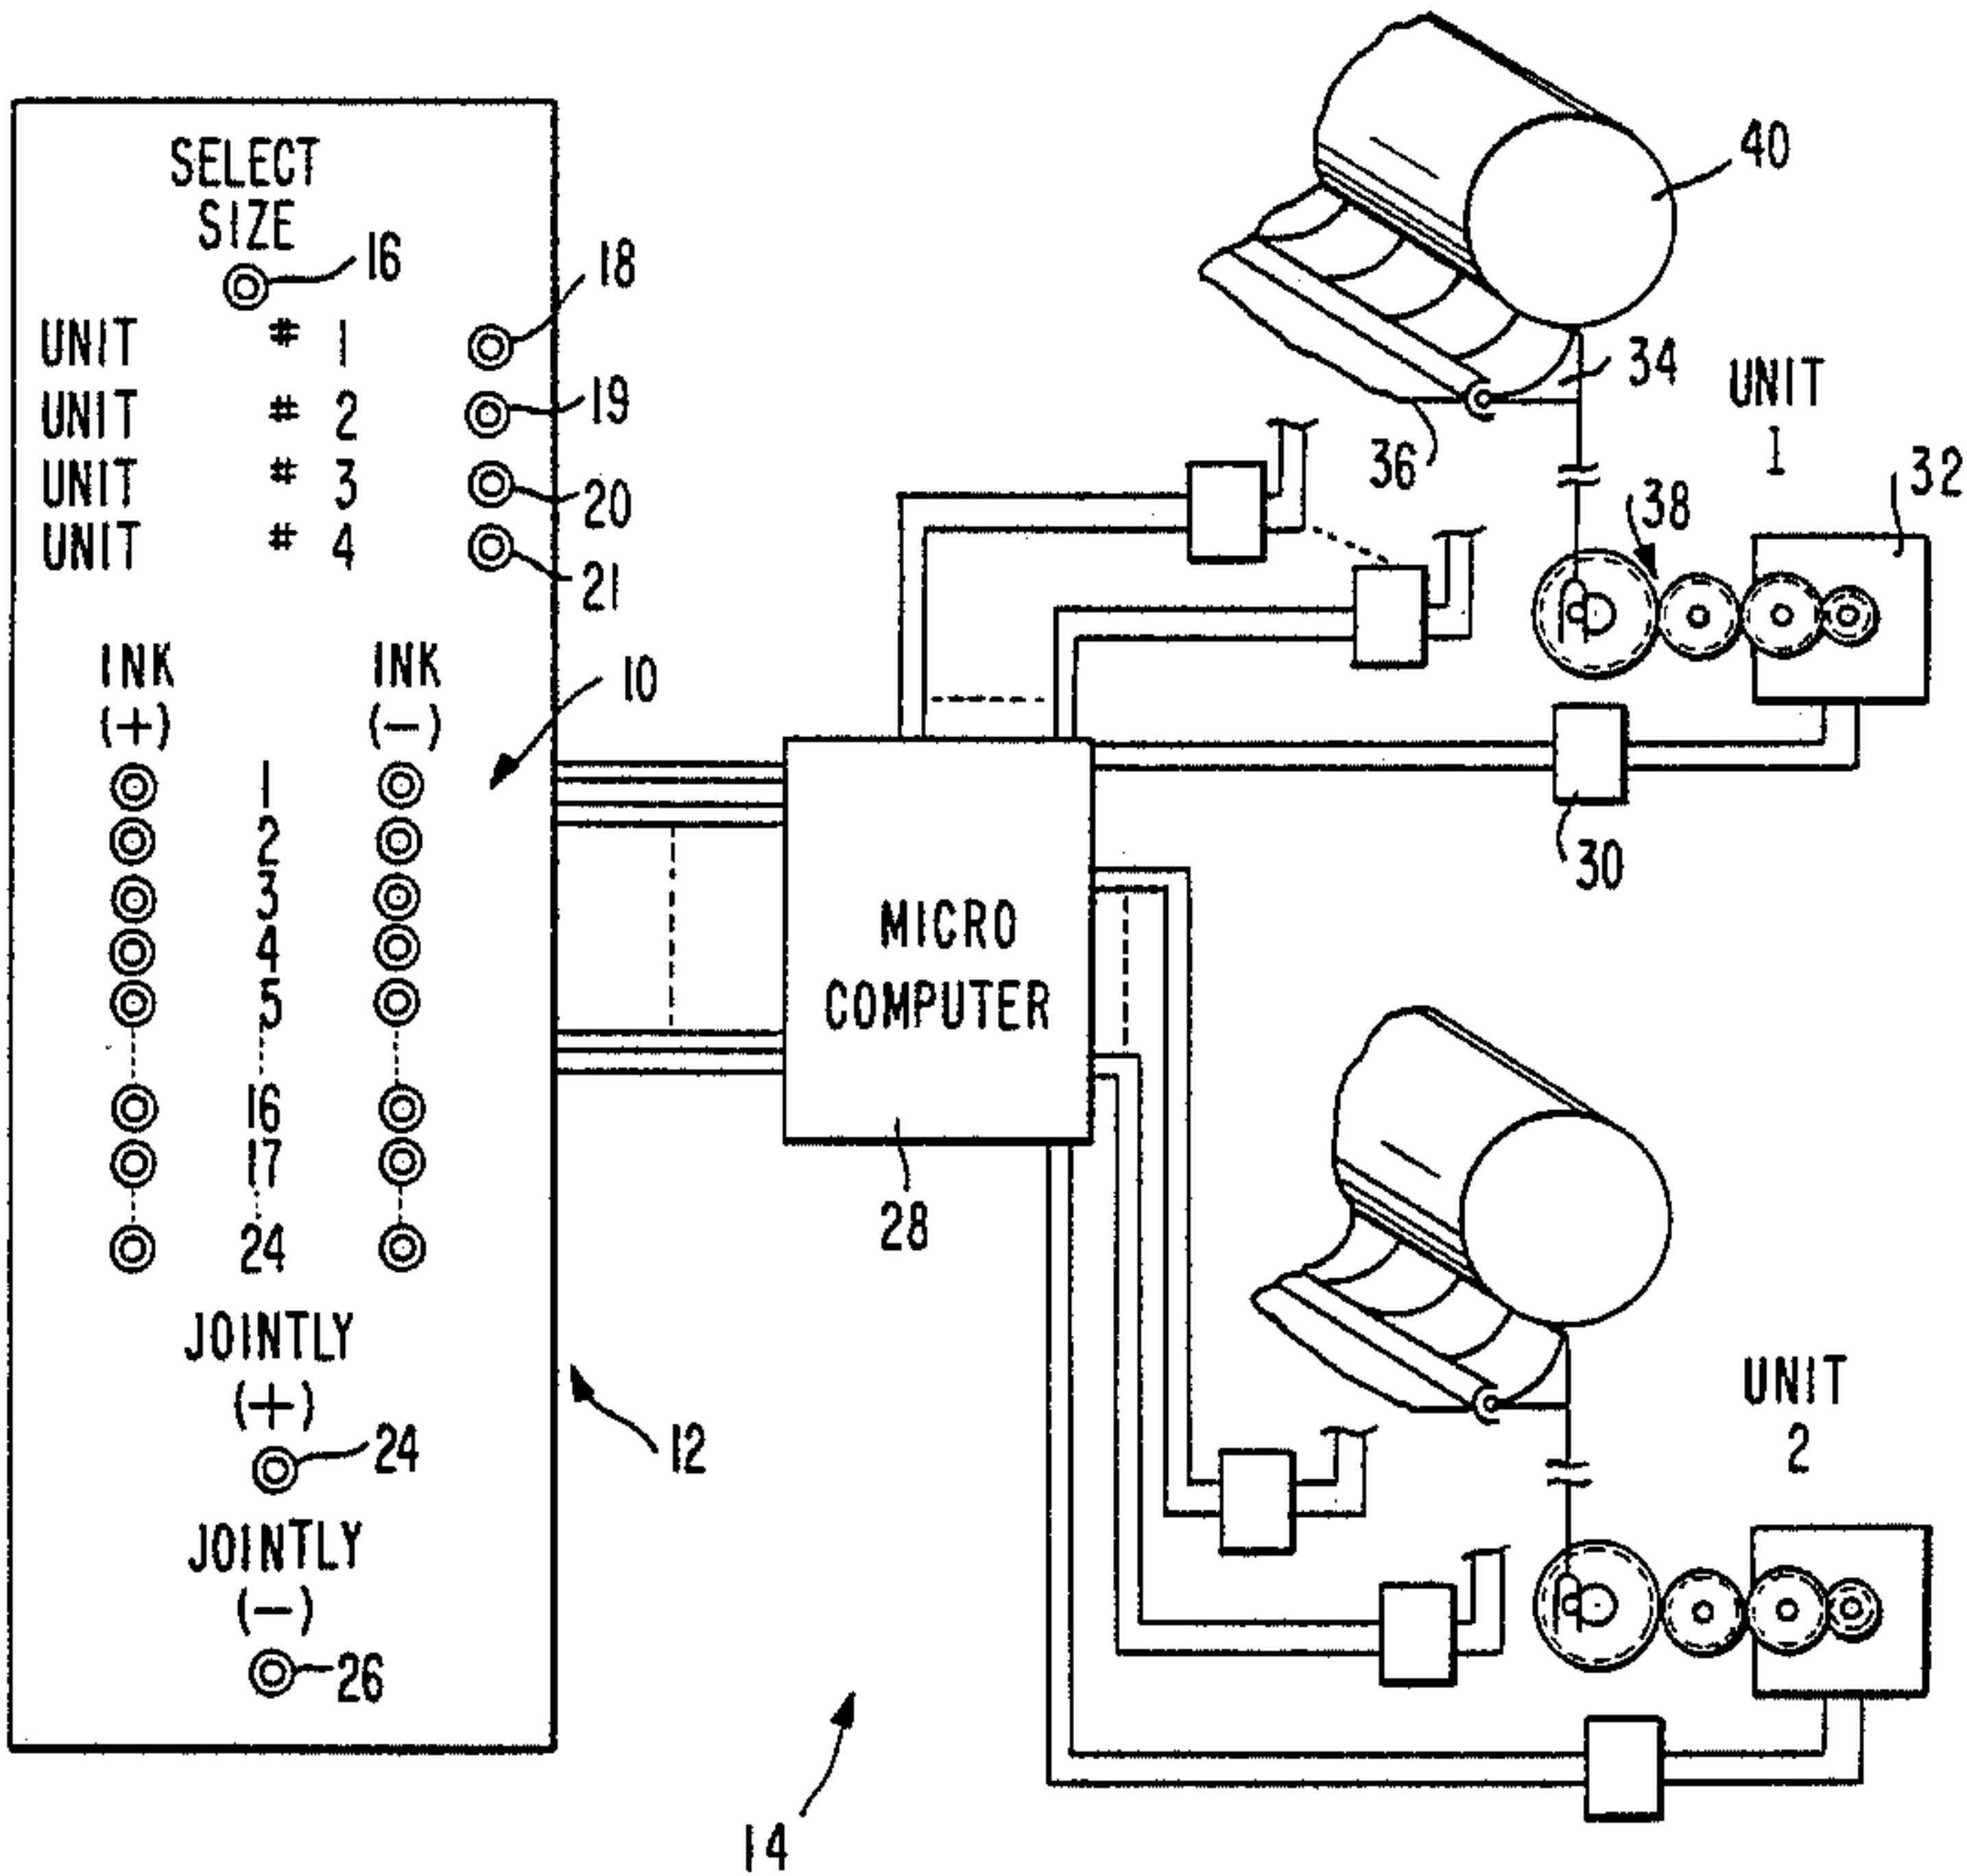 SELECT
SIZE
16
UNIT # 1 18
UNIT # 2 19
UNIT # 3 20
UNIT # 4 21
INK INK
(+) (-)
10
1
2
3
4
5
16
17
24
JOINTLY
(+)
24
JOINTLY
(-)
26
12
MICRO
COMPUTER
28
14
40
34
36
UNIT
1
38
32
30
UNIT
2